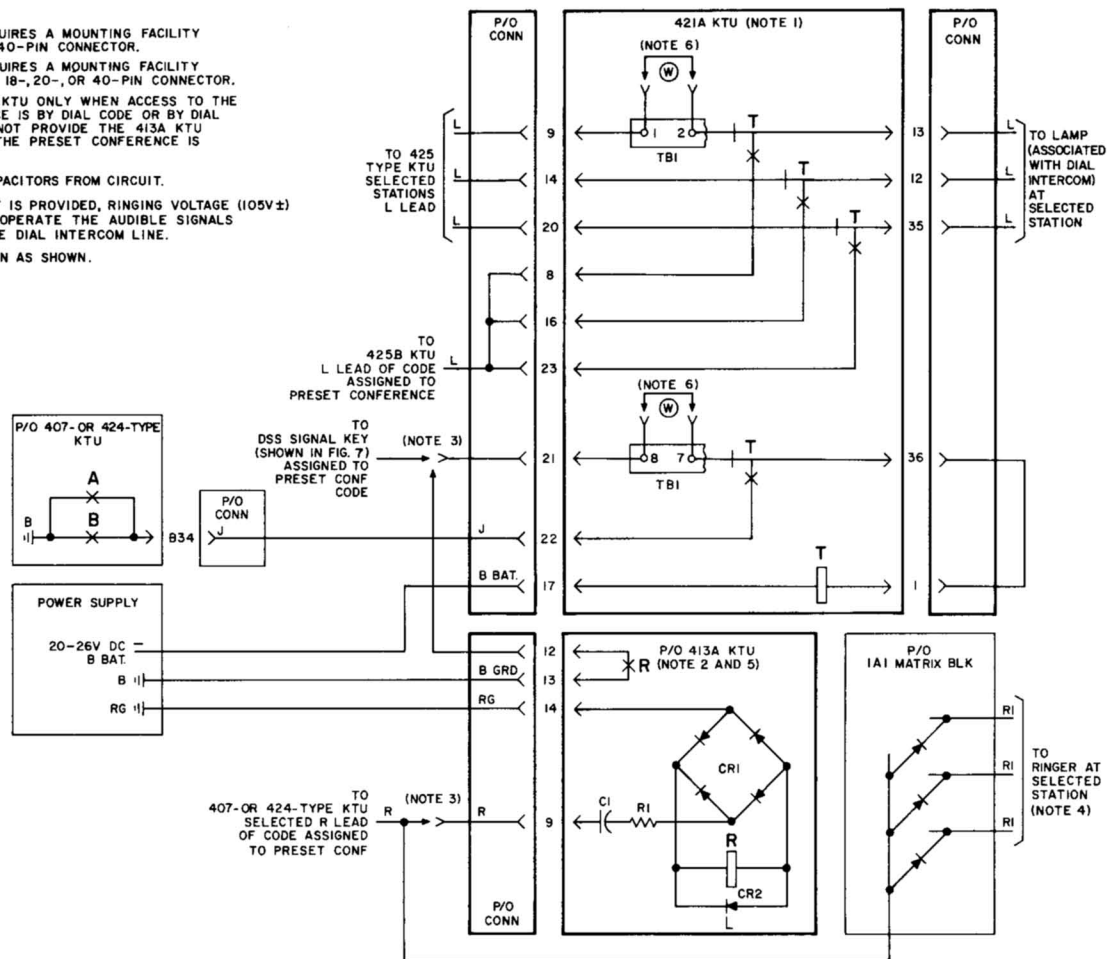 UIRES A MOUNTING FACILITY
40-PIN CONNECTOR.
UIRES A MOUNTING FACILITY
18-, 20-, OR 40-PIN CONNECTOR.
KTU ONLY WHEN ACCESS TO THE
CE IS BY DIAL CODE OR BY DIAL
NOT PROVIDE THE 413A KTU
THE PRESET CONFERENCE IS
PACITORS FROM CIRCUIT.
IS PROVIDED, RINGING VOLTAGE (105V±)
OPERATE THE AUDIBLE SIGNALS
E DIAL INTERCOM LINE.
N AS SHOWN.
P/O
CONN
421A KTU (NOTE 1)
P/O
CONN
(NOTE 6)
W
L
9
1
2
T
13
L
TB1
TO 425
TYPE KTU
SELECTED
STATIONS
L LEAD
L
14
T
12
L
L
20
T
35
L
TO LAMP
(ASSOCIATED
WITH DIAL
INTERCOM)
AT
SELECTED
STATION
8
16
23
TO
425B KTU
L LEAD OF CODE
ASSIGNED TO
PRESET CONFERENCE
L
(NOTE 6)
W
TO
DSS SIGNAL KEY
(SHOWN IN FIG. 7)
ASSIGNED TO
PRESET CONF
CODE
(NOTE 3)
21
8
7
T
36
TB1
P/O 407- OR 424-TYPE
KTU
A
B
B
B34
P/O
CONN
J
J
22
B BAT.
17
T
1
POWER SUPPLY
20-26V DC
B BAT.
B
RG
12
B GRD
13
RG
14
P/O 413A KTU
(NOTE 2 AND 5)
R
CR1
C1
R1
R
CR2
L
P/O
1A1 MATRIX BLK
R1
R1
R1
TO
RINGER AT
SELECTED
STATION
(NOTE 4)
TO
407-OR 424-TYPE KTU
SELECTED R LEAD
OF CODE ASSIGNED
TO PRESET CONF
R
(NOTE 3)
R
9
P/O
CONN